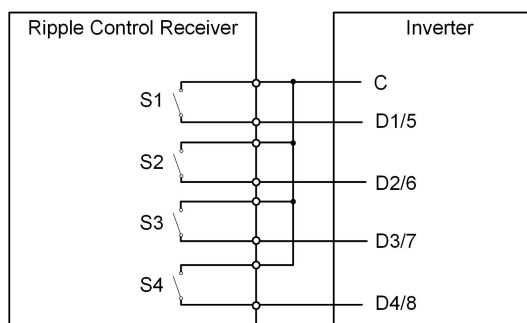 Ripple Control Receiver
Inverter
C
S1
D1/5
S2
D2/6
S3
D3/7
S4
D4/8